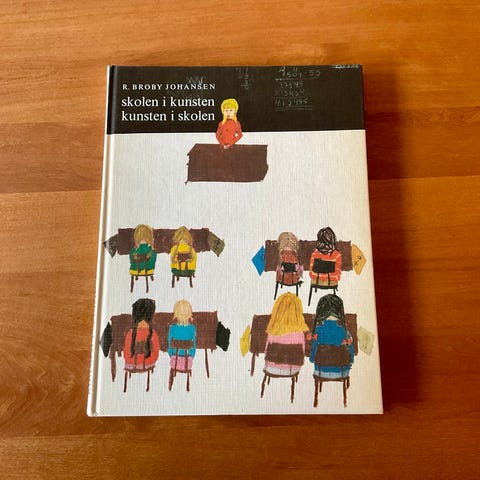 R. BROBY JOHANSEN
skolen i kunsten
kunsten i skolen